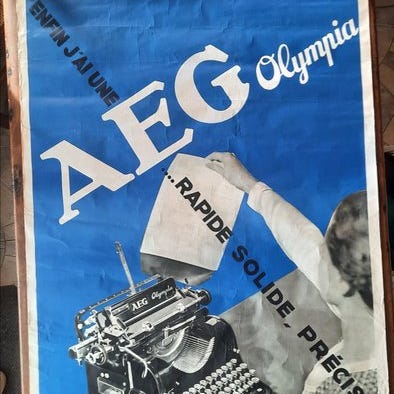 ENFIN J'AI UNE
AEG Olympia
....RAPIDE SOLIDE, PRÉCIS
AEG Olympia